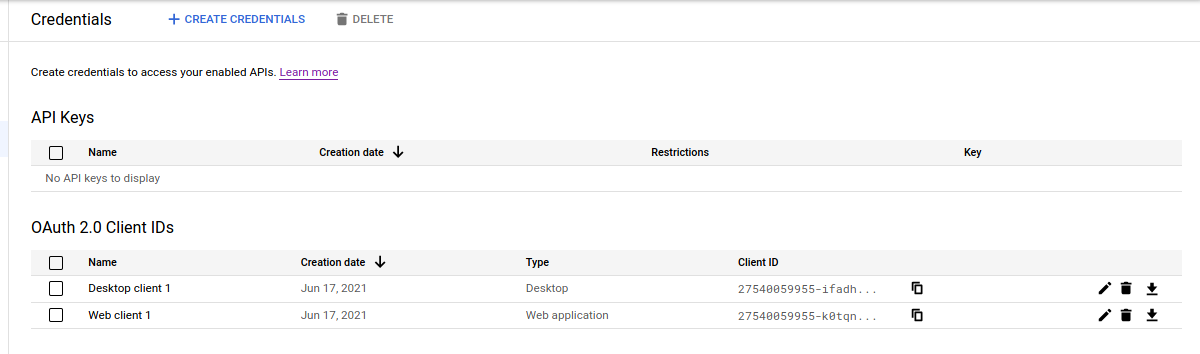 Credentials + CREATE CREDENTIALS DELETE
Create credentials to access your enabled APIs. Learn more
API Keys
Name Creation date Restrictions Key
No API keys to display
OAuth 2.0 Client IDs
Name Creation date Type Client ID
Desktop client 1 Jun 17, 2021 Desktop 27540059955-ifadh...
Web client 1 Jun 17, 2021 Web application 27540059955-k0tqn...